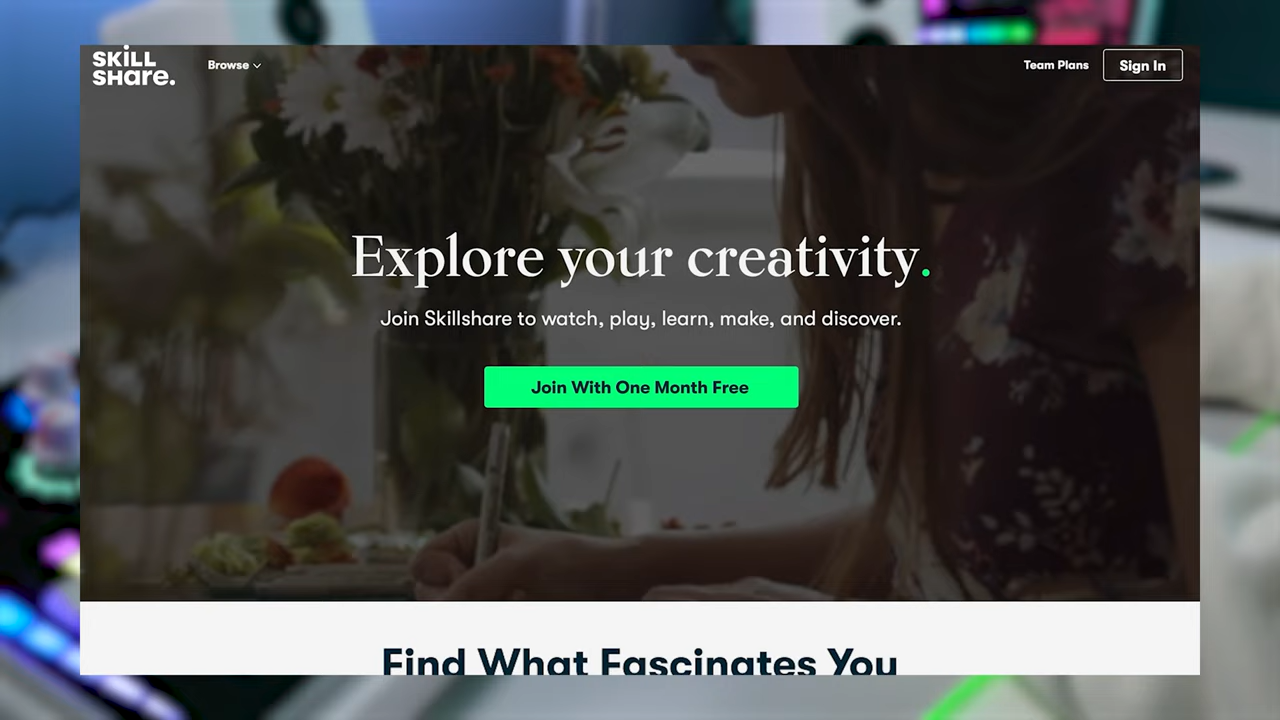 SKiLL
SHare.
Browse
Team Plans
Sign In
Explore your creativity.
Join Skillshare to watch, play, learn, make, and discover.
Join With One Month Free
Find What Fascinates You